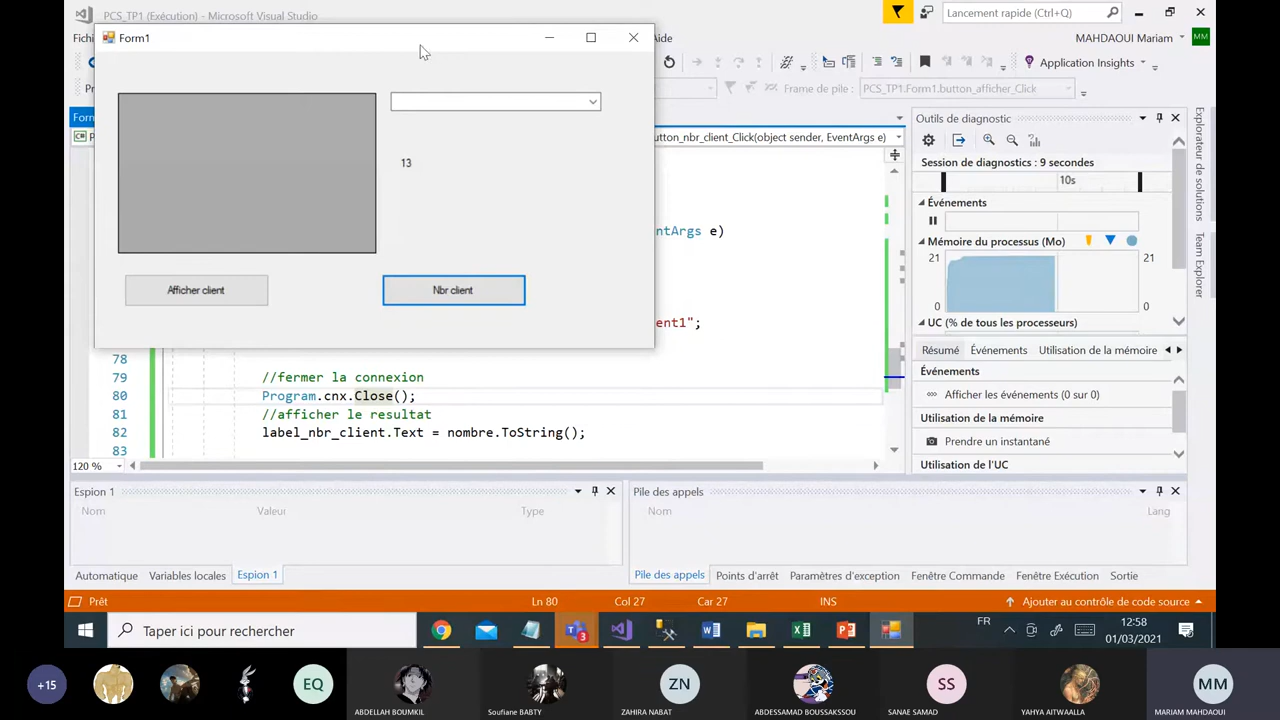 PCS_TP1 (Exécution) - Microsoft Visual Studio
Lancement rapide (Ctrl+Q)
Fichi
Aide
MAHDAOUI Mariam
MM
Form1
Application Insights
Frame de pile :
PCS_TP1.Form1.button_afficher_Click
utton_nbr_client_Click(object sender, EventArgs e)
13
Afficher client
Nbr client
entArgs e)
ent1";
78
79 //fermer la connexion
80 Program.cnx.Close();
81 //afficher le resultat
82 label_nbr_client.Text = nombre.ToString();
83
120 %
Outils de diagnostic
Session de diagnostics : 9 secondes
10s
Événements
Mémoire du processus (Mo)
21 21
0 0
UC (% de tous les processeurs)
Résumé Événements Utilisation de la mémoire
Événements
Afficher les événements (0 sur 0)
Utilisation de la mémoire
Prendre un instantané
Utilisation de l'UC
Explorateur de solutions
Team Explorer
Espion 1
Nom Valeur Type
Automatique Variables locales Espion 1
Pile des appels
Nom Lang
Pile des appels Points d'arrêt Paramètres d'exception Fenêtre Commande Fenêtre Exécution Sortie
Prêt Ln 80 Col 27 Car 27 INS Ajouter au contrôle de code source
Taper ici pour rechercher
3
FR
12:58
01/03/2021
+15
EQ
ZN
SS
MM
ABDELLAH BOUMKIL
Soufiane BABTY
ZAHIRA NABAT
ABDESSAMAD BOUSSAKSSOU
SANAE SAMAD
YAHYA AITWAALLA
MARIAM MAHDAOUI